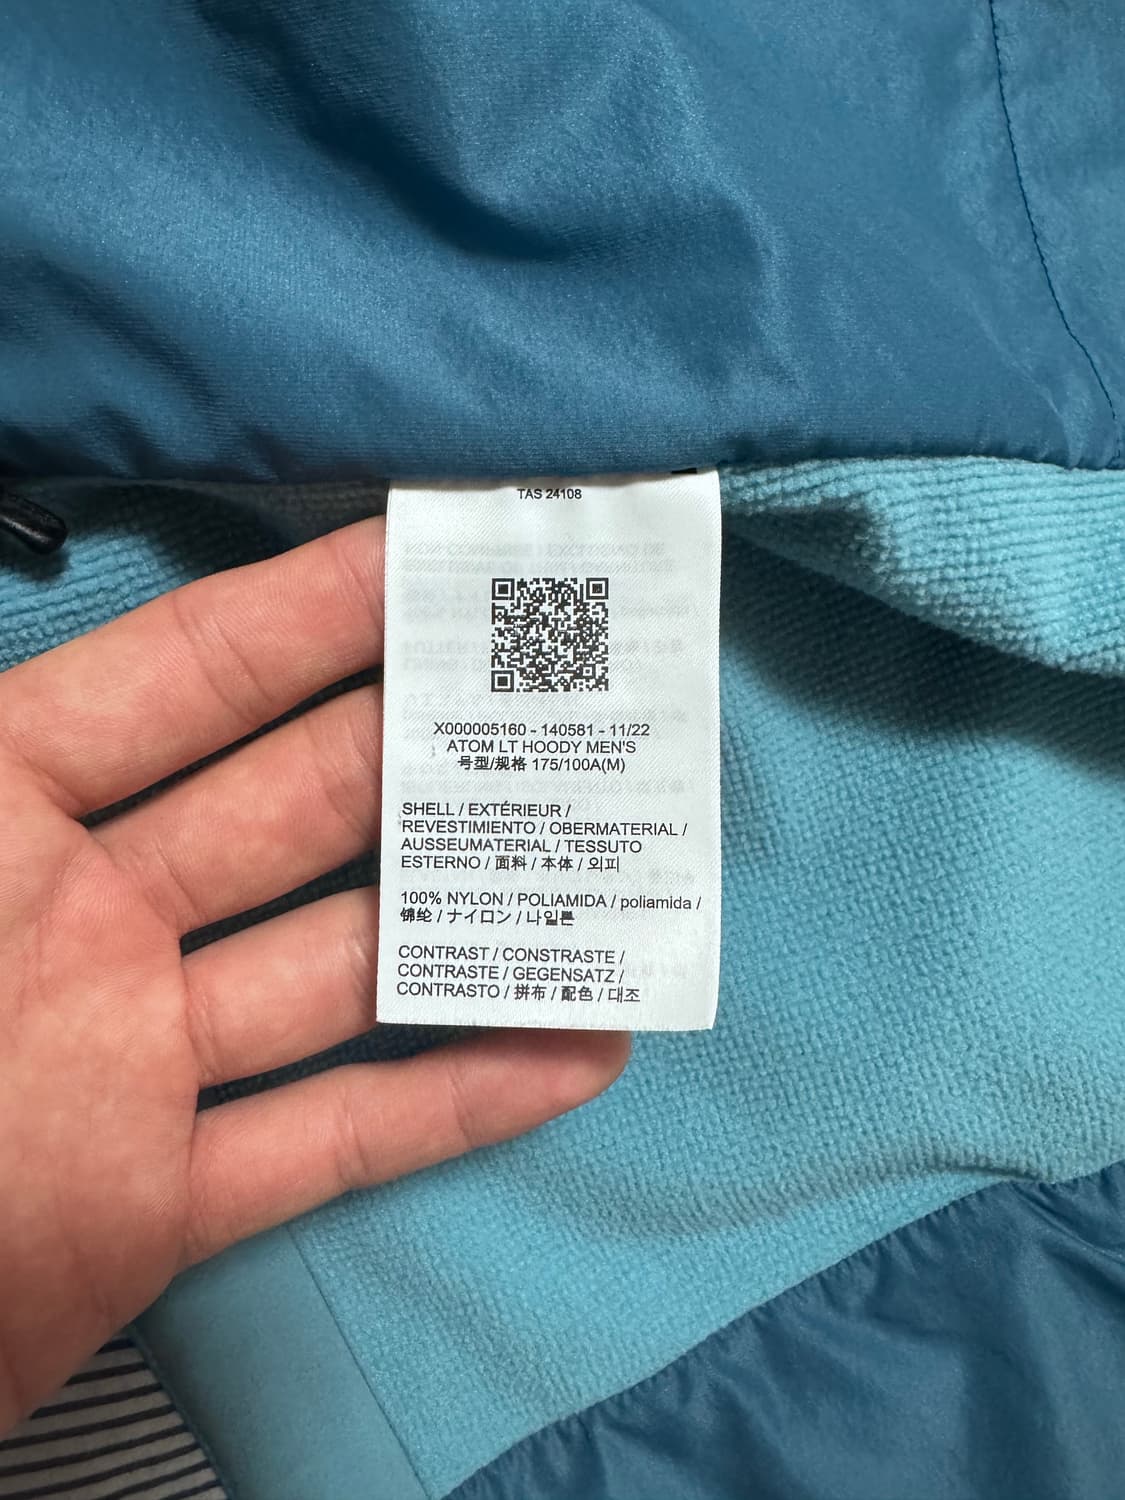 TAS 24108
X000005160 - 140581 - 11/22
ATOM LT HOODY MEN'S
号型/规格 175/100A(M)
SHELL / EXTÉRIEUR /
REVESTIMIENTO / OBERMATERIAL /
AUSSEUMATERIAL / TESSUTO
ESTERNO / 面料 / 本体 / 외피
100% NYLON / POLIAMIDA / poliamida /
锦纶 / ナイロン / 나일론
CONTRAST / CONSTRASTE /
CONTRASTE / GEGENSATZ /
CONTRASTO / 拼布 / 配色 / 대조